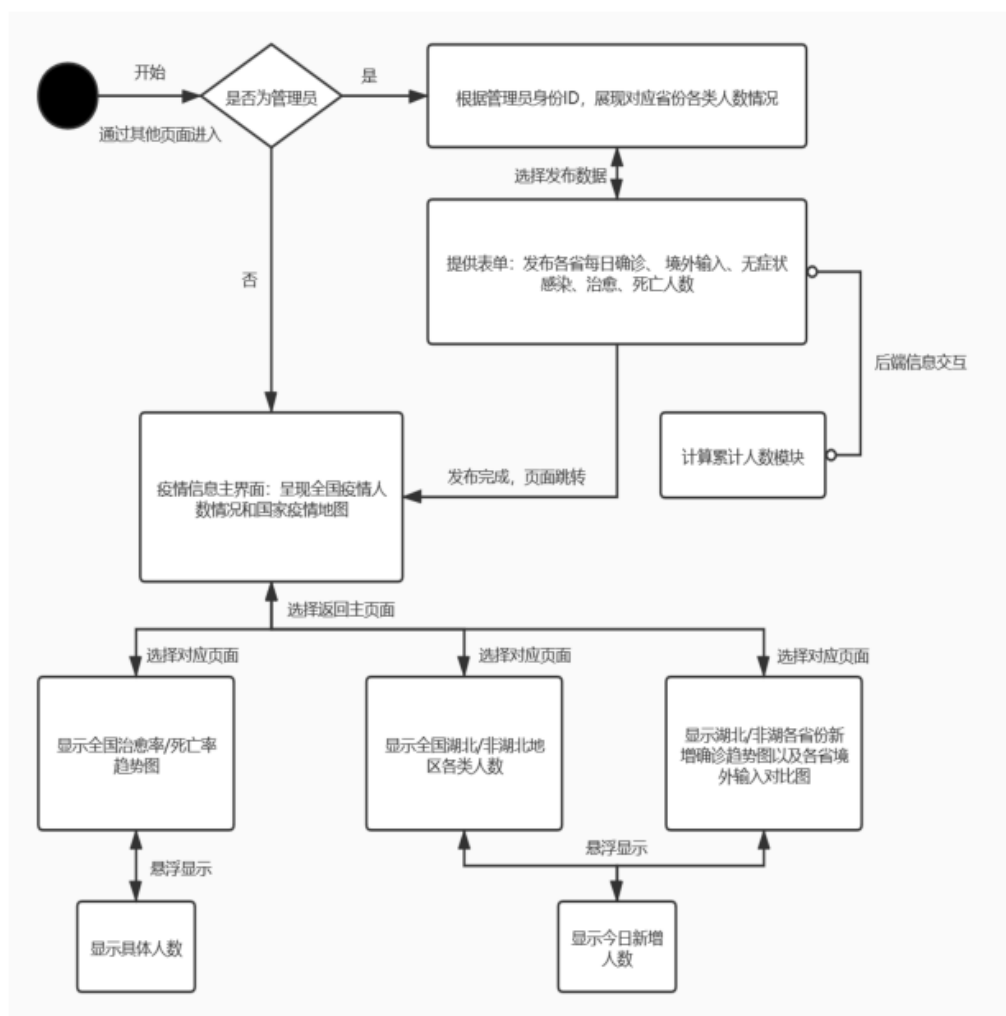 开始
通过其他页面进入
是否为管理员
是
根据管理员身份ID，展现对应省份各类人数情况
选择发布数据
提供表单：发布各省每日确诊、 境外输入、无症状
感染、治愈、死亡人数
否
后端信息交互
计算累计人数模块
发布完成，页面跳转
疫情信息主界面：呈现全国疫情人
数情况和国家疫情地图
选择返回主页面
选择对应页面
选择对应页面
选择对应页面
显示全国治愈率/死亡率
趋势图
显示全国湖北/非湖北地
区各类人数
显示湖北/非湖各省份新
增确诊趋势图以及各省境
外输入对比图
悬浮显示
悬浮显示
显示具体人数
显示今日新增
人数